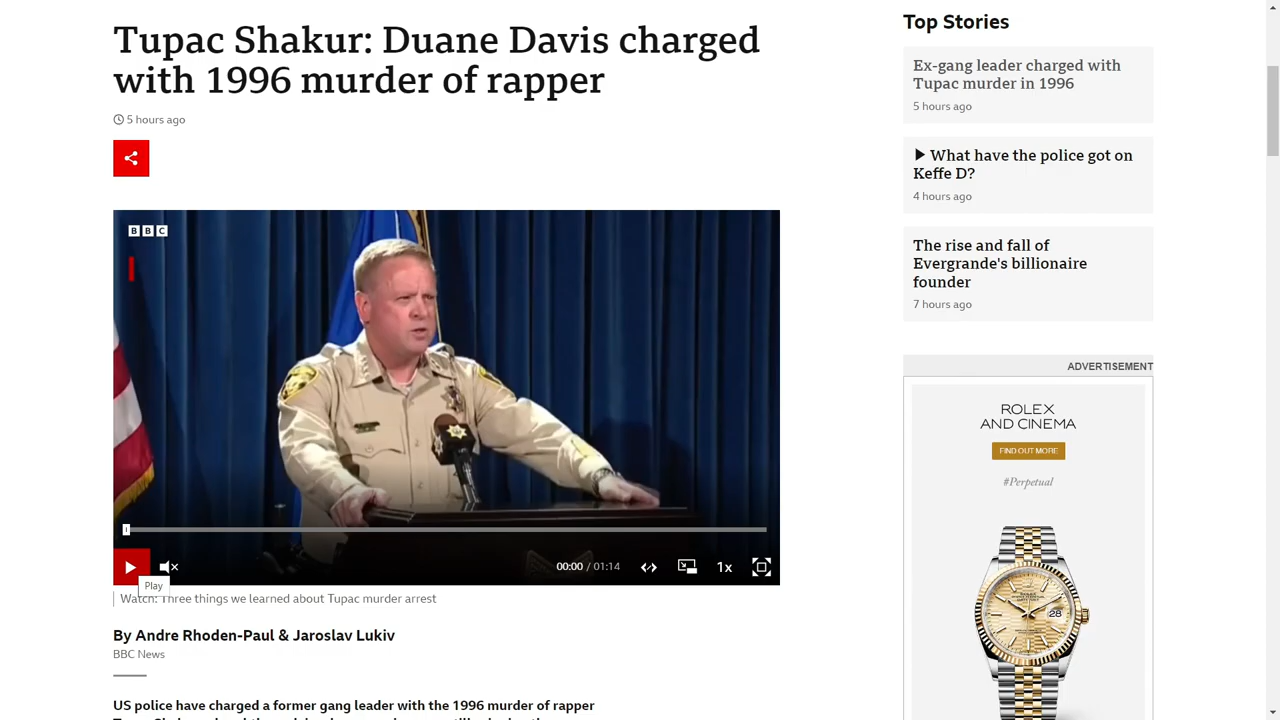 Tupac Shakur: Duane Davis charged
with 1996 murder of rapper
5 hours ago
BBC
00:00 / 01:14
1x
Play
Watch: Three things we learned about Tupac murder arrest
By Andre Rhoden-Paul & Jaroslav Lukiv
BBC News
US police have charged a former gang leader with the 1996 murder of rapper
Top Stories
Ex-gang leader charged with
Tupac murder in 1996
5 hours ago
What have the police got on
Keffe D?
4 hours ago
The rise and fall of
Evergrande's billionaire
founder
7 hours ago
ADVERTISEMENT
ROLEX
AND CINEMA
FIND OUT MORE
#Perpetual
28